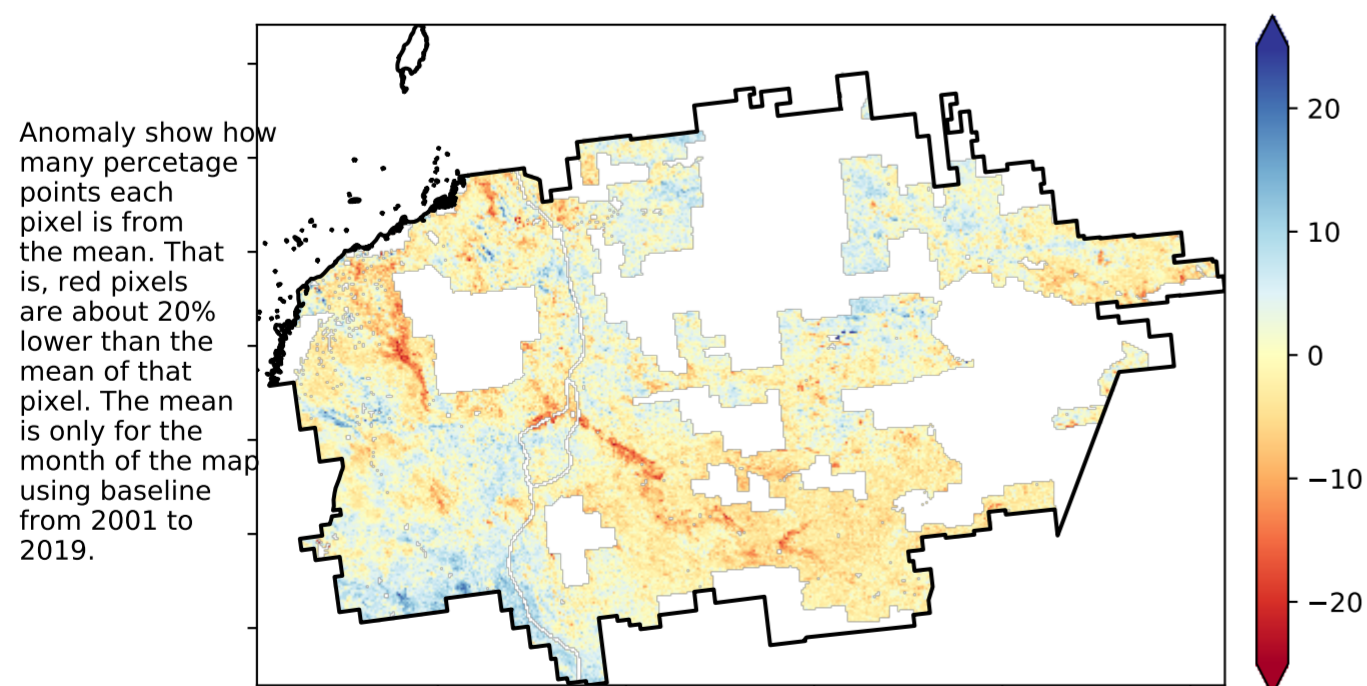 Anomaly show how
many percetage
points each
pixel is from
the mean. That
is, red pixels
are about 20%
lower than the
mean of that
pixel. The mean
is only for the
month of the map
using baseline
from 2001 to
2019.
20
10
0
−10
−20